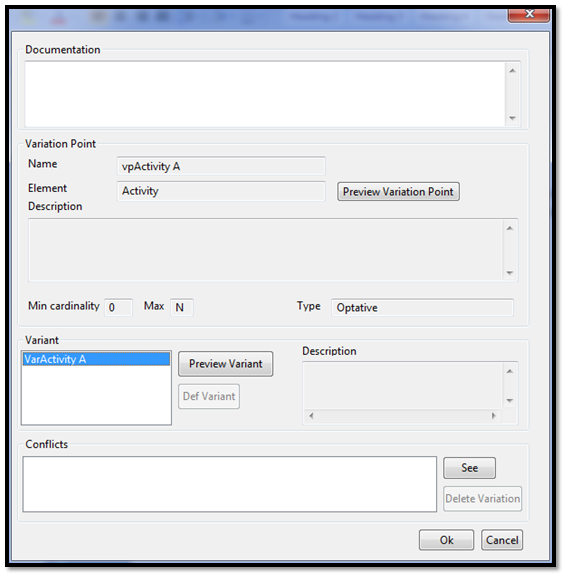 Documentation
Variation Point
Name vpActivity A
Element Activity Preview Variation Point
Description
Min cardinality 0 Max N Type Optative
Variant
Description
VarActivity A
Preview Variant
Def Variant
Conflicts
See
Delete Variation
Ok Cancel